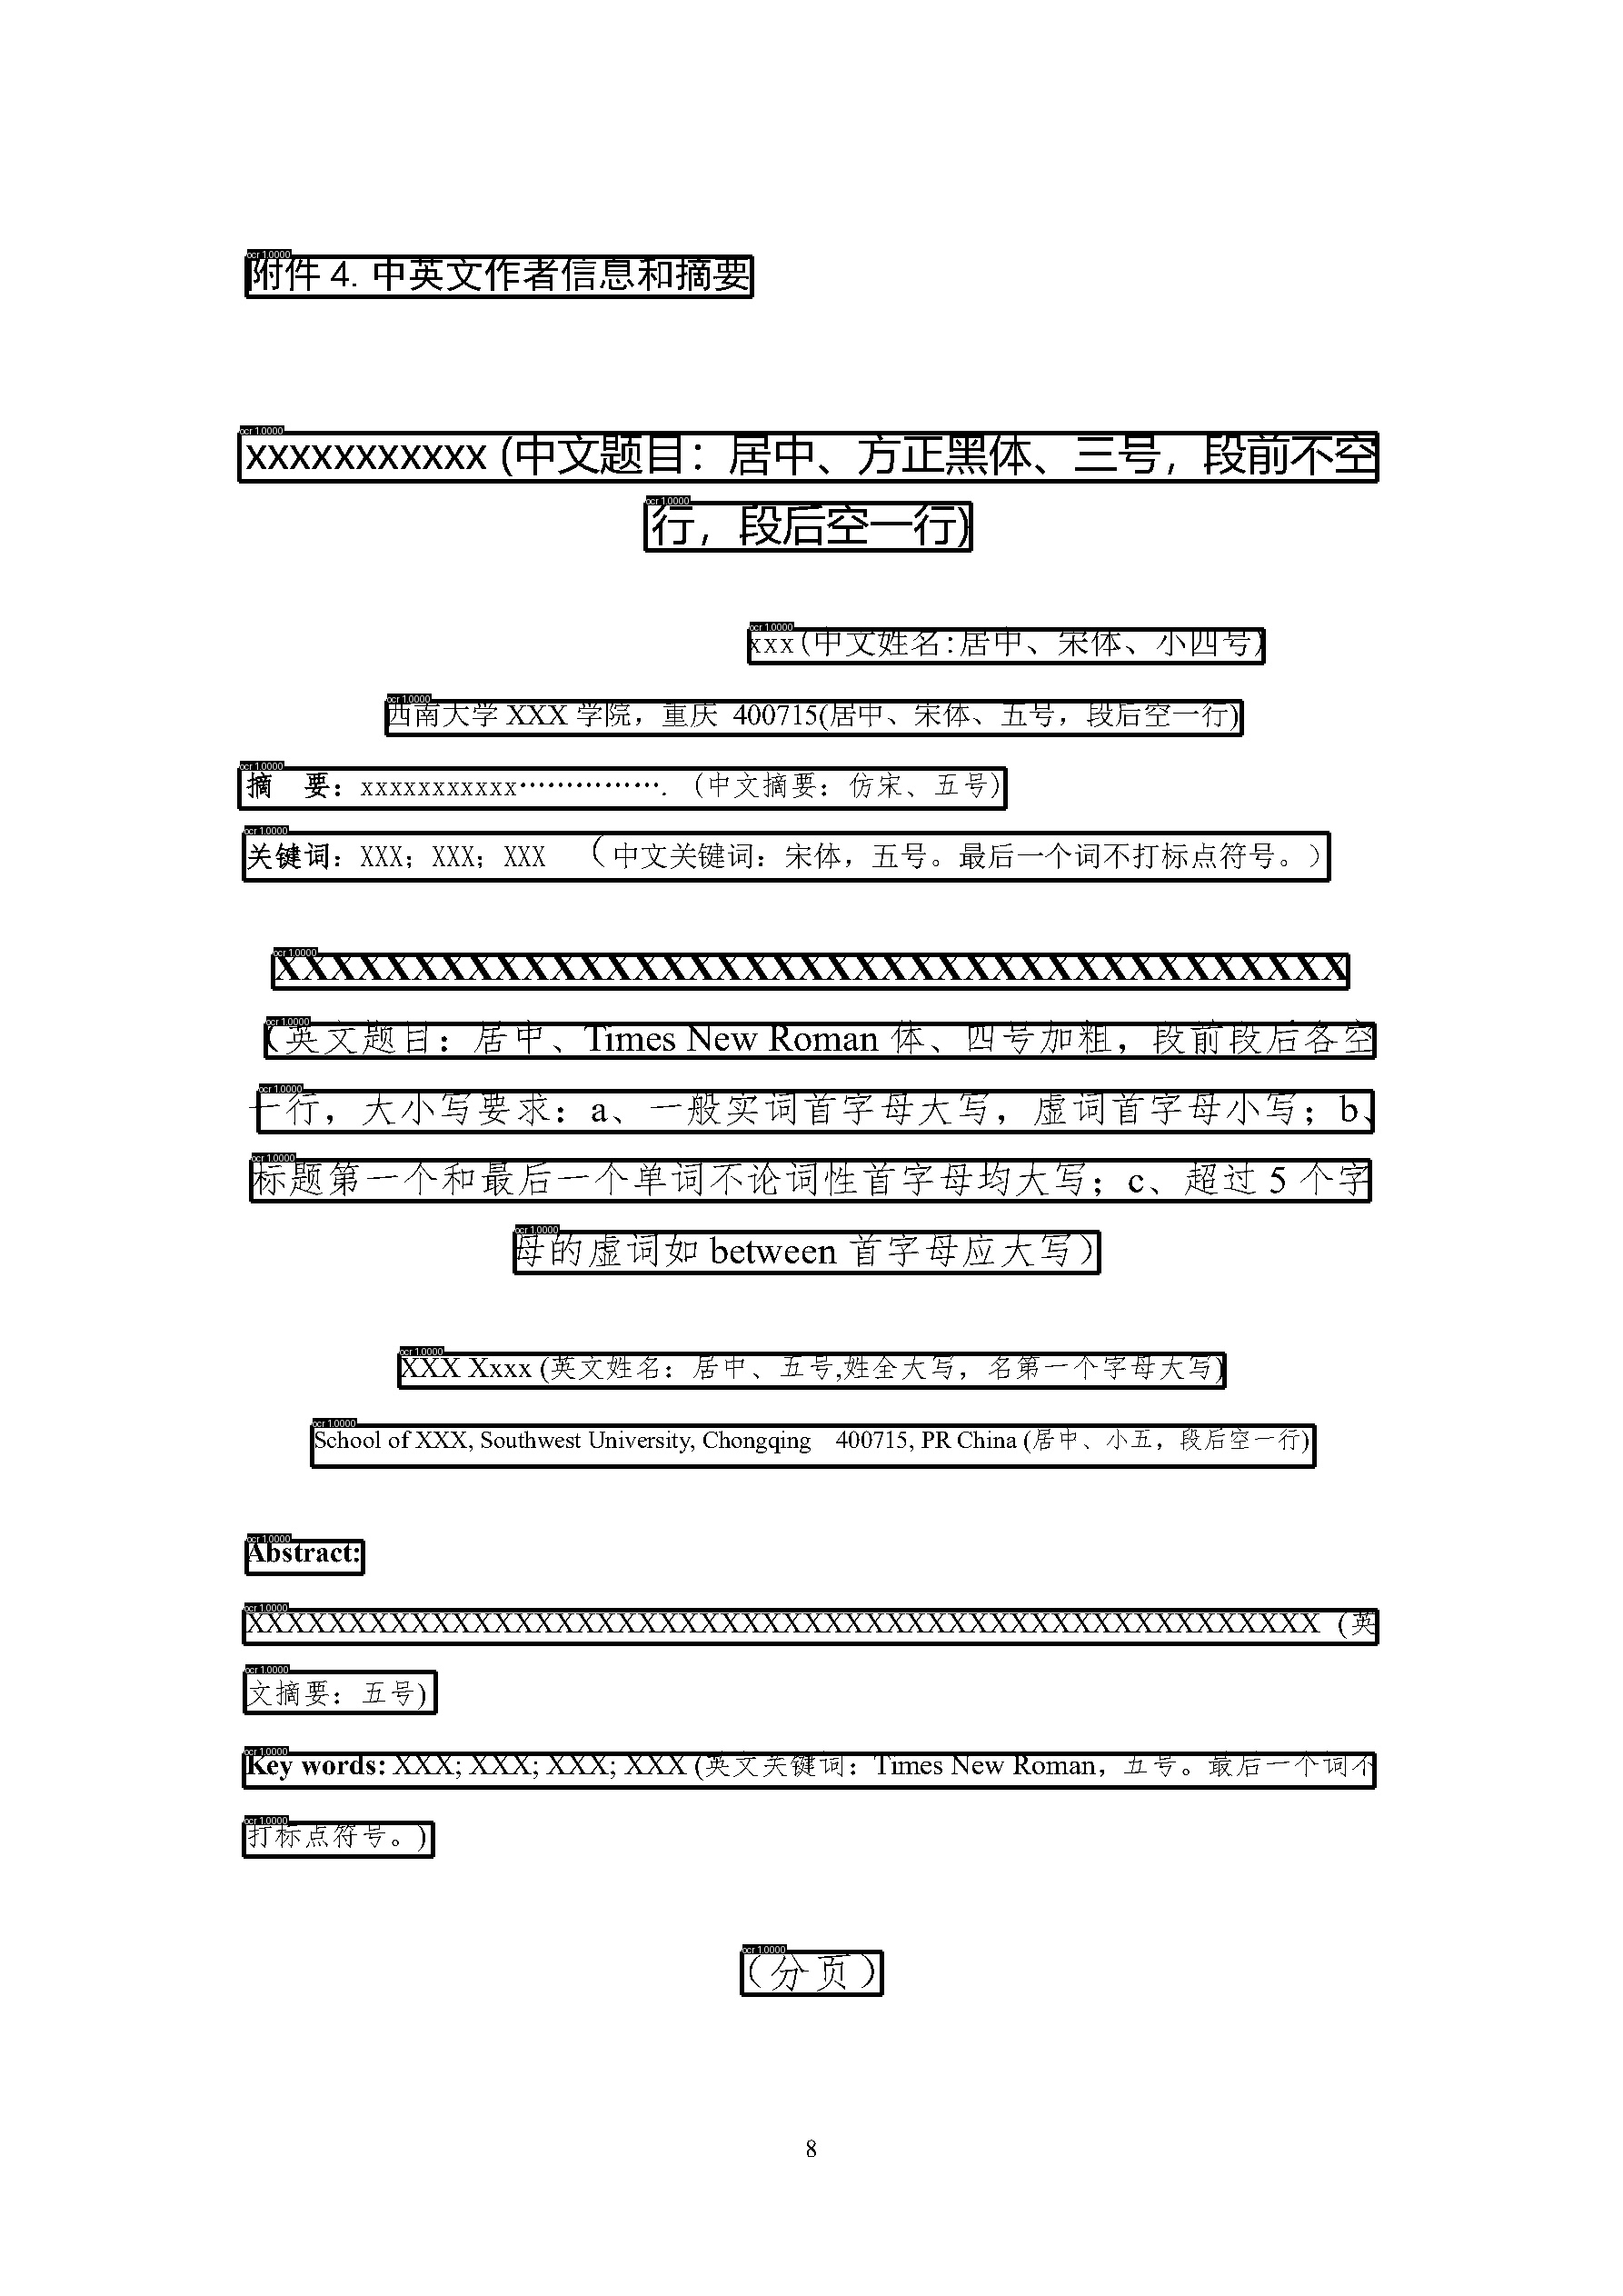 附件 4. 中英文作者信息和摘要
xxxxxxxxxxx (中文题目：居中、方正黑体、三号，段前不空
行，段后空一行)
xxx(中文姓名:居中、宋体、小四号)
西南大学 XXX 学院，重庆 400715(居中、宋体、五号，段后空一行)
摘 要：xxxxxxxxxxx…………….（中文摘要：仿宋、五号）
关键词：XXX；XXX；XXX （中文关键词：宋体，五号。最后一个词不打标点符号。）
XXXXXXXXXXXXXXXXXXXXXXXXXXXXXXXXXXXXXXX
（英文题目：居中、Times New Roman 体、四号加粗，段前段后各空
一行，大小写要求：a、一般实词首字母大写，虚词首字母小写；b、
标题第一个和最后一个单词不论词性首字母均大写；c、超过 5 个字
母的虚词如 between 首字母应大写）
XXX Xxxx (英文姓名：居中、五号,姓全大写，名第一个字母大写)
School of XXX, Southwest University, Chongqing 400715, PR China (居中、小五，段后空一行)
Abstract:
XXXXXXXXXXXXXXXXXXXXXXXXXXXXXXXXXXXXXXXXXXXXXXXXXXXX (英
文摘要：五号)
Key words: XXX; XXX; XXX; XXX (英文关键词：Times New Roman，五号。最后一个词不
打标点符号。)
（分页）
8